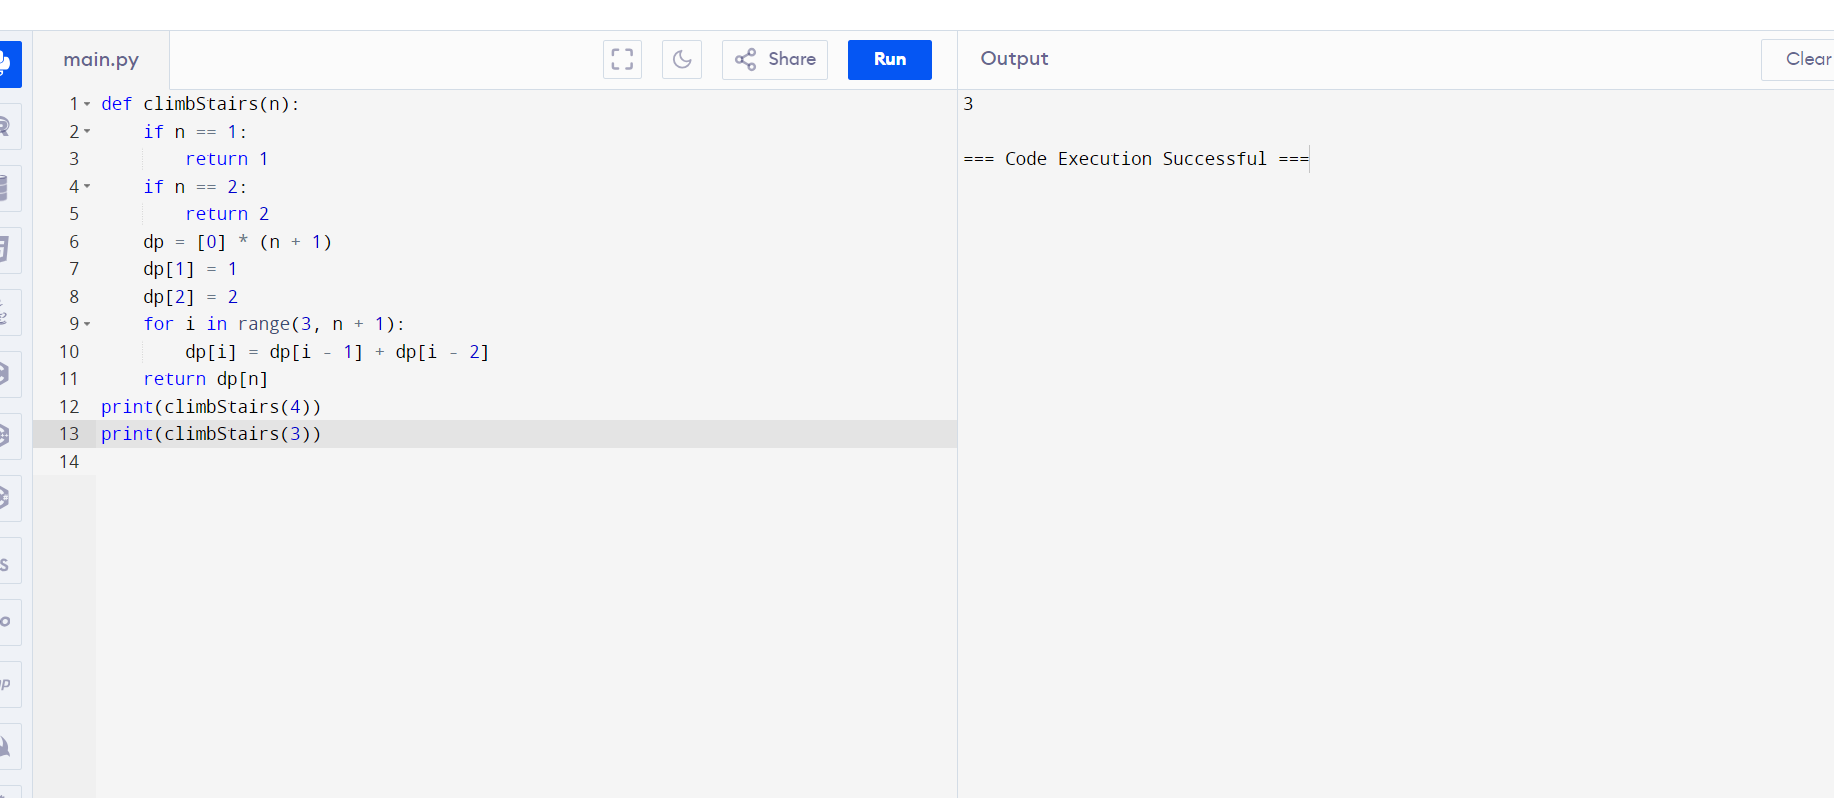 main.py
Share
Run
Output
Clear
1 def climbStairs(n):
2     if n == 1:
3         return 1
4     if n == 2:
5         return 2
6     dp = [0] * (n + 1)
7     dp[1] = 1
8     dp[2] = 2
9     for i in range(3, n + 1):
10         dp[i] = dp[i - 1] + dp[i - 2]
11     return dp[n]
12 print(climbStairs(4))
13 print(climbStairs(3))
14
3
=== Code Execution Successful ===